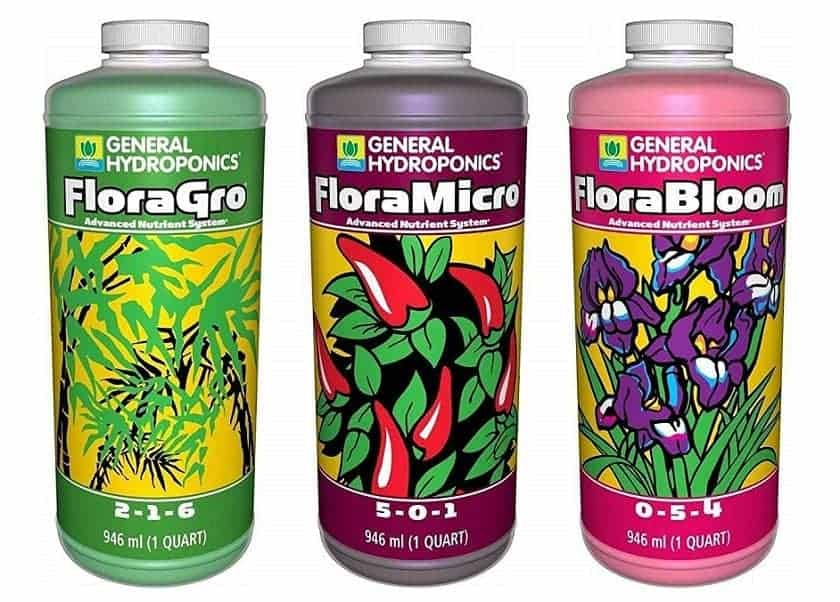 GENERAL
HYDROPONICS
FloraGro
Advanced Nutrient System
2-1-6
946 ml (1 QUART)
GENERAL
HYDROPONICS
FloraMicro
Advanced Nutrient System
5-0-1
946 ml (1 QUART)
GENERAL
HYDROPONICS
FloraBloom
Advanced Nutrient System
0-5-4
946 ml (1 QUART)